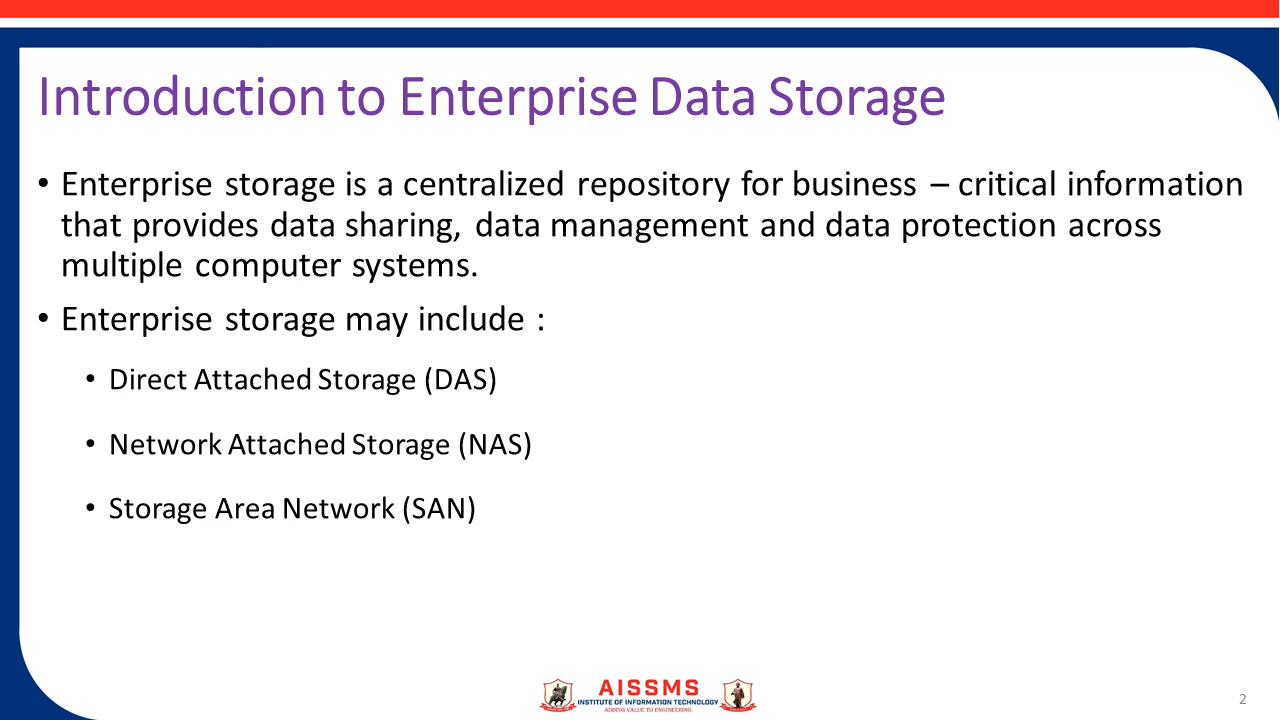 Introduction to Enterprise Data Storage
• Enterprise storage is a centralized repository for business – critical information
that provides data sharing, data management and data protection across
multiple computer systems.
• Enterprise storage may include :
• Direct Attached Storage (DAS)
• Network Attached Storage (NAS)
• Storage Area Network (SAN)
AISSMS
INSTITUTE OF INFORMATION TECHNOLOGY
ADDING VALUE TO ENGINEERING
2